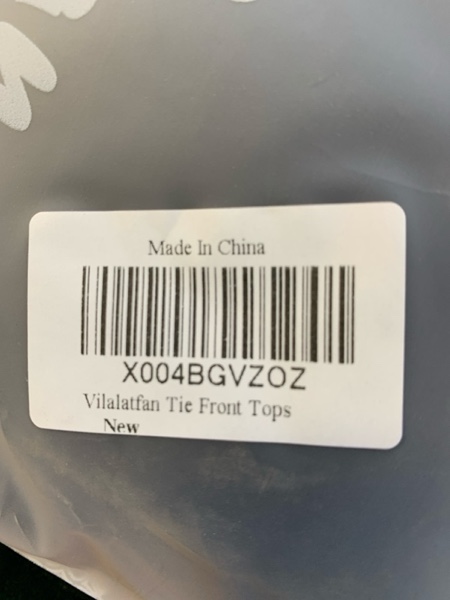 Made In China
X004BGVZOZ
Vilalatfan Tie Front Tops
New